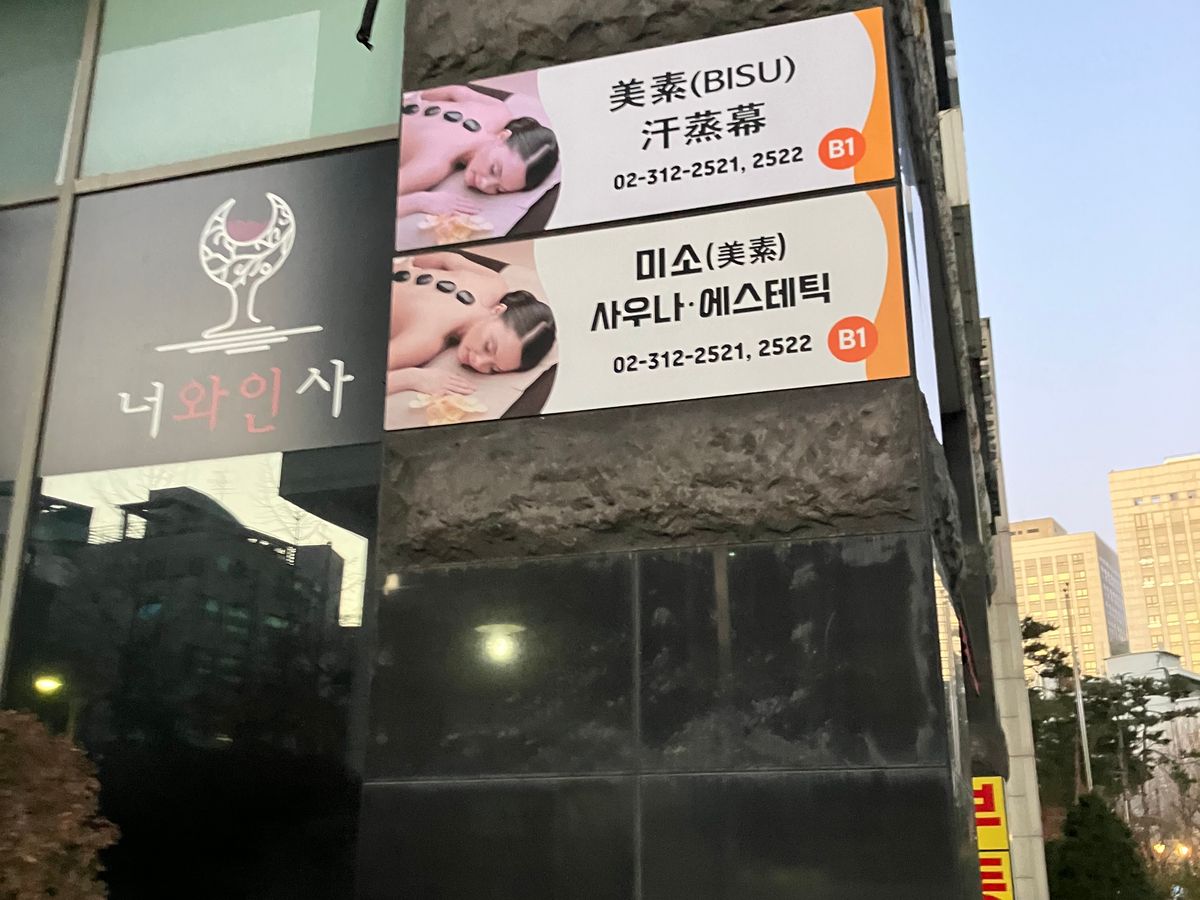 美素(BISU)
汗蒸幕
02-312-2521, 2522
B1
미소(美素)
사우나·에스테틱
02-312-2521, 2522
B1
너와인사